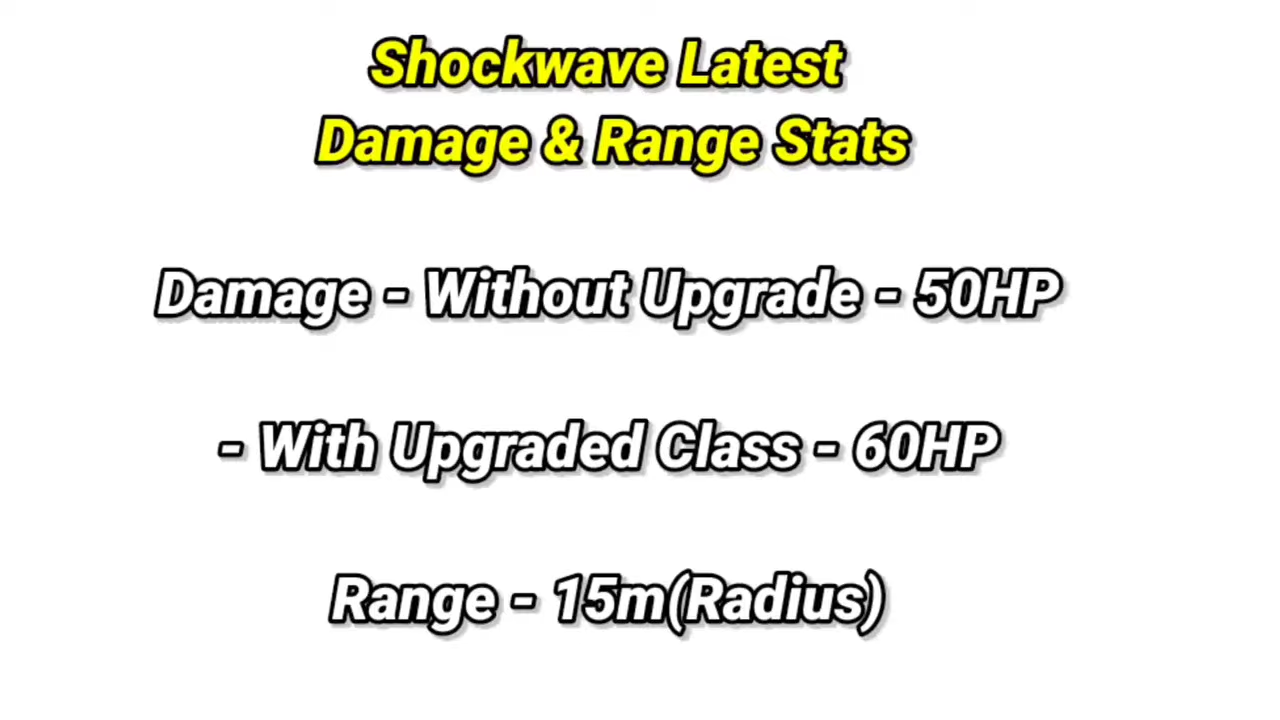 Shockwave Latest
Damage & Range Stats
Damage - Without Upgrade - 50HP
- With Upgraded Class - 60HP
Range - 15m(Radius)